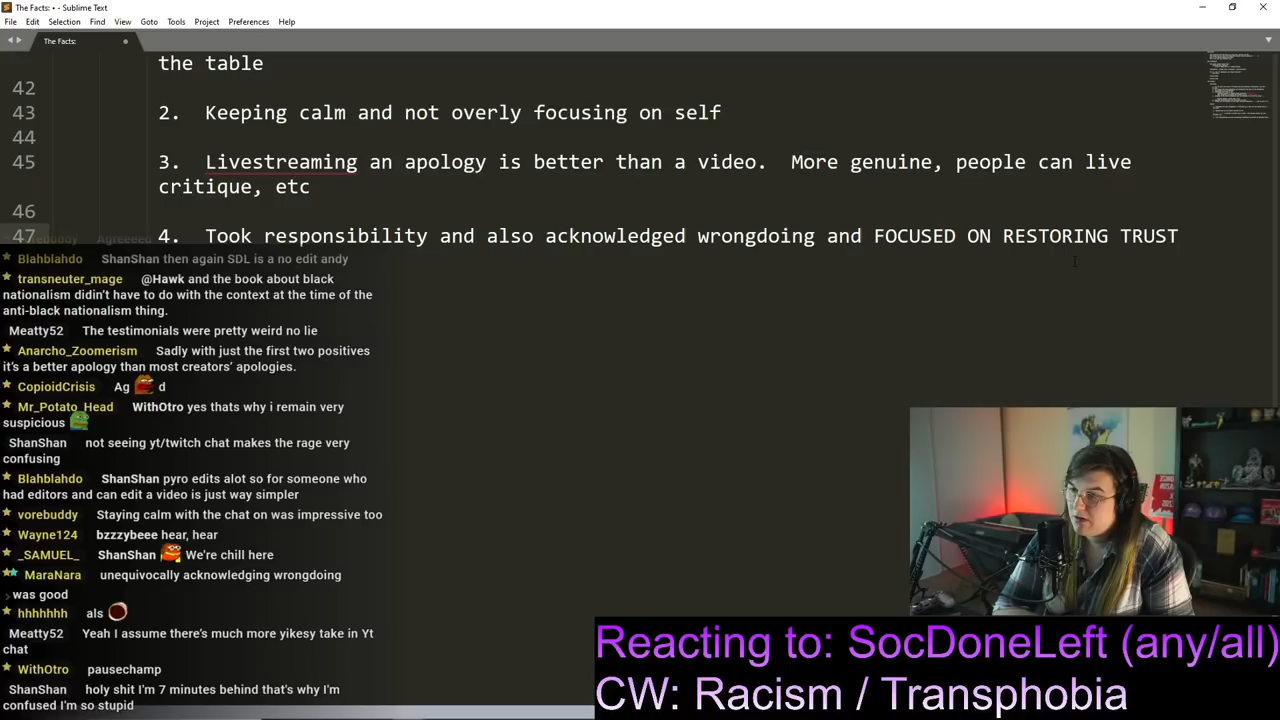 The Facts: • - Sublime Text
File Edit Selection Find View Goto Tools Project Preferences Help
The Facts:
the table
42
43 2. Keeping calm and not overly focusing on self
44
45 3. Livestreaming an apology is better than a video. More genuine, people can live
critique, etc
46
47 4. Took responsibility and also acknowledged wrongdoing and FOCUSED ON RESTORING TRUST
vorebuddy Agreeeed
Blahblahdo ShanShan then again SDL is a no edit andy
transneuter_mage @Hawk and the book about black
nationalism didin't have to do with the context at the time of the
anti-black nationalism thing.
Meatty52 The testimonials were pretty weird no lie
Anarcho_Zoomerism Sadly with just the first two positives
it's a better apology than most creators' apologies.
CopioidCrisis Ag d
Mr_Potato_Head WithOtro yes thats why i remain very
suspicious
ShanShan not seeing yt/twitch chat makes the rage very
confusing
Blahblahdo ShanShan pyro edits alot so for someone who
had editors and can edit a video is just way simpler
vorebuddy Staying calm with the chat on was impressive too
Wayne124 bzzzybeee hear, hear
_SAMUEL_ ShanShan We're chill here
MaraNara unequivocally acknowledging wrongdoing
was good
hhhhhhh als
Meatty52 Yeah I assume there's much more yikesy take in Yt
chat
WithOtro pausechamp
ShanShan holy shit I'm 7 minutes behind that's why I'm
confused I'm so stupid
Reacting to: SocDoneLeft (any/all)
CW: Racism / Transphobia